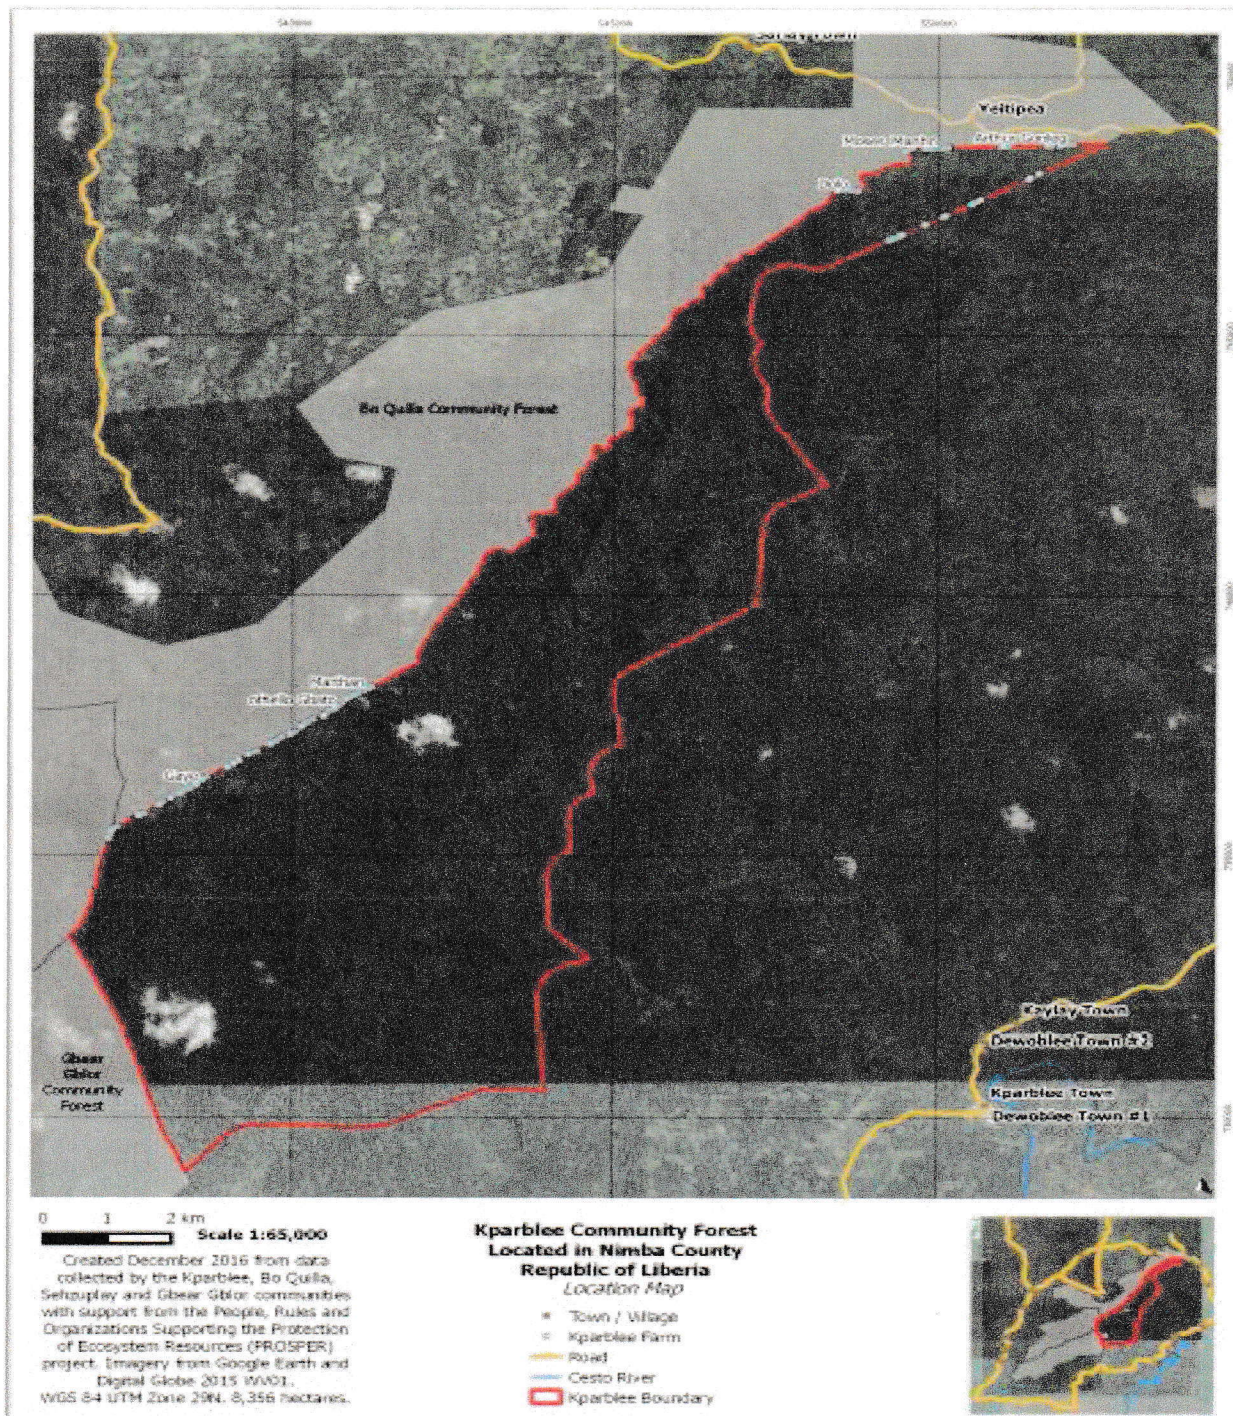 545000
550000
Yeitipea
Bo Quilla Community Forest
Gbear
Gblor
Community
Forest
Kaylay Town
Dewoblee Town #2
Kparblee Town
Dewoblee Town #1
0 1 2 km
Scale 1:65,000
Created December 2016 from data
collected by the Kparblee, Bo Quilla,
Sehzuplay and Gbear Gblor communities
with support from the People, Rules and
Organizations Supporting the Protection
of Ecosystem Resources (PROSPER)
project. Imagery from Google Earth and
Digital Globe 2015 WV01.
WGS 84 UTM Zone 29N. 8,356 hectares.
Kparblee Community Forest
Located in Nimba County
Republic of Liberia
Location Map
Town / Village
Kparblee Farm
Road
Cesto River
Kparblee Boundary